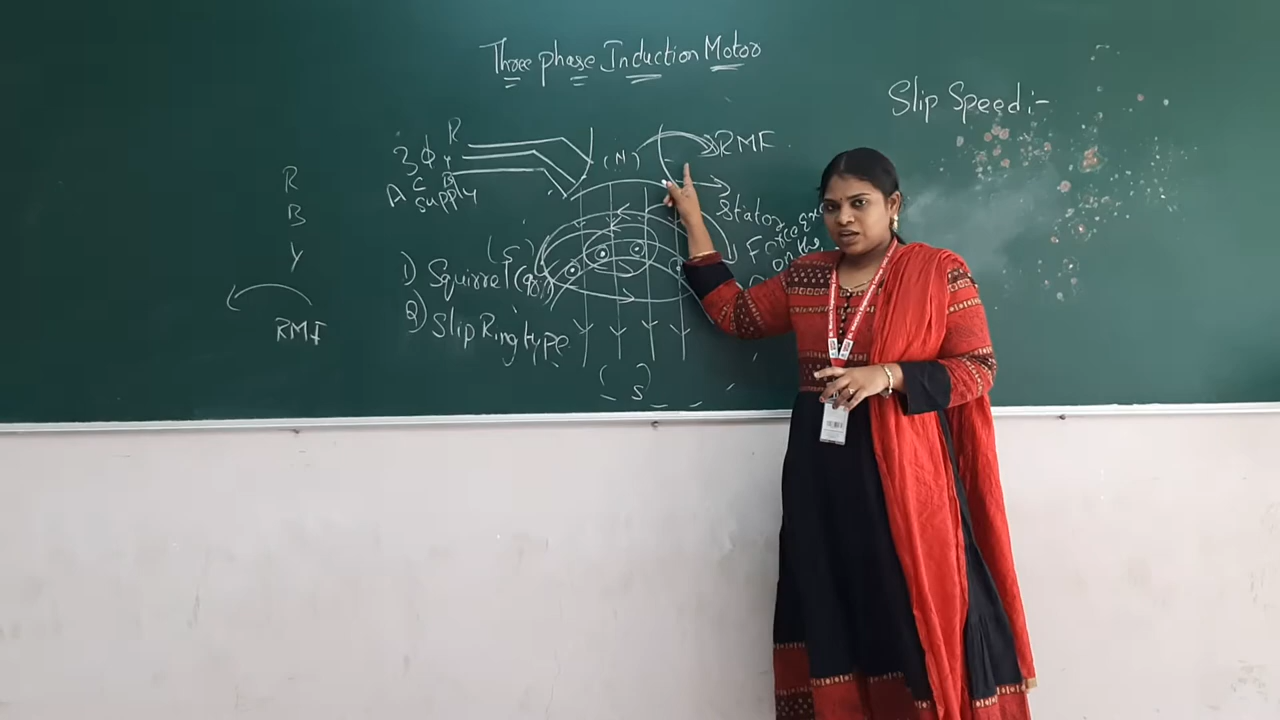 Three phase Induction Motor
Slip Speed :-
R
Y
B
3ϕ
A C
Supply
(N)
RMF
Stator
Force
on the
R
B
Y
RMF
1) Squirrel
2) Slip Ring type
(S)